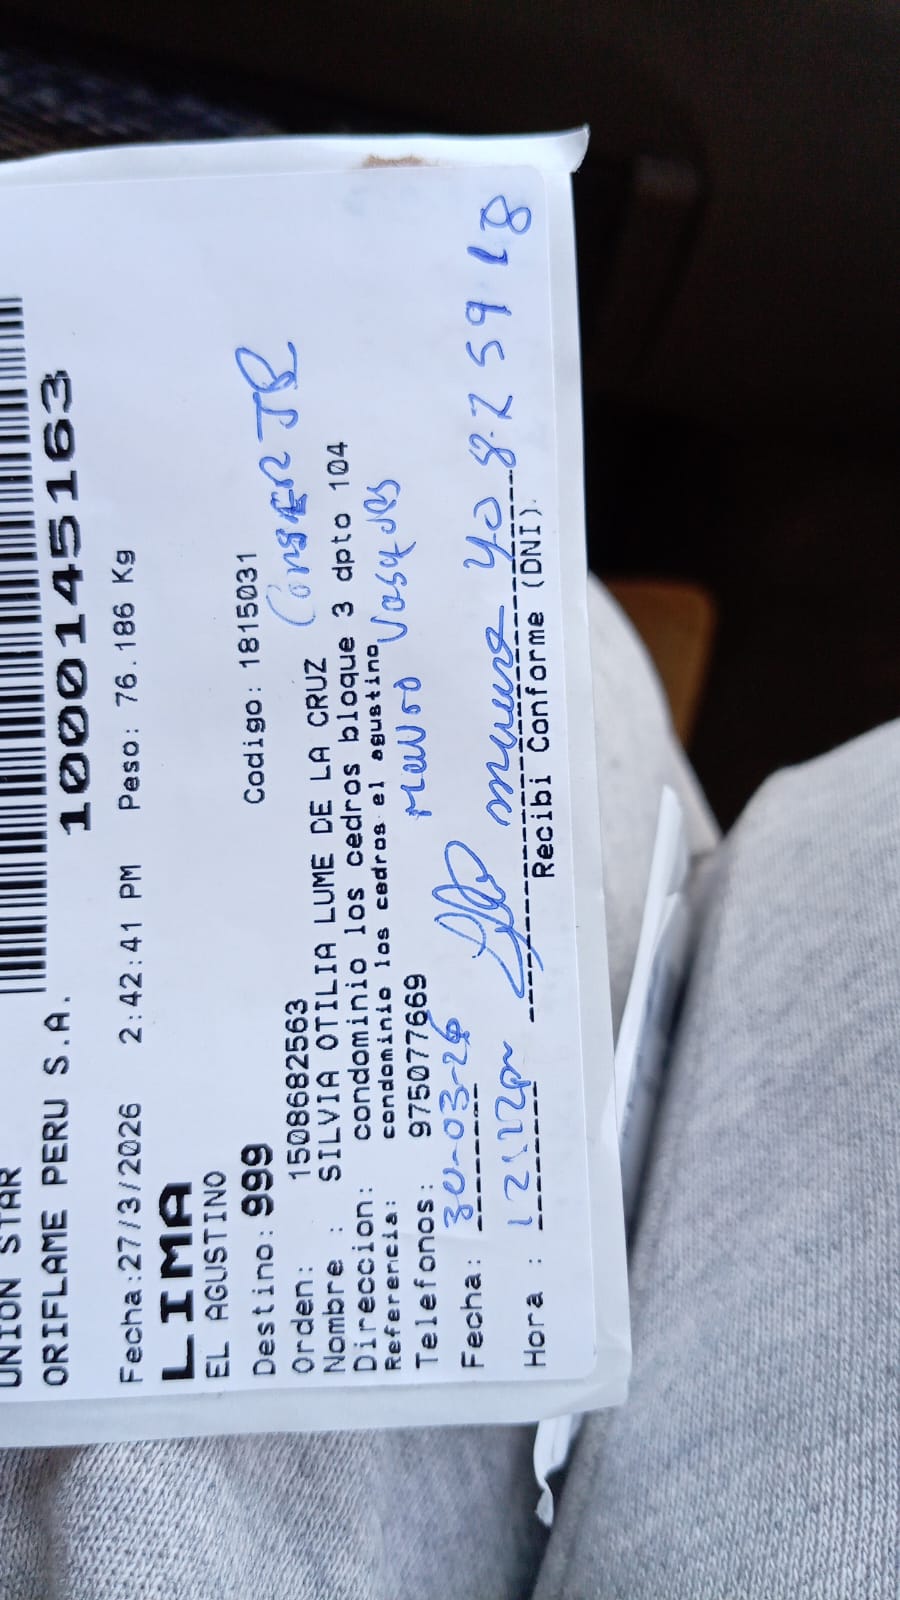 UNION STAR
ORIFLAME PERU S.A.
1000145163
Fecha:27/3/2026 2:42:41 PM Peso: 76.186 Kg
LIMA
EL AGUSTINO
Destino: 999 Codigo: 1815031
Orden: 1508682563
Nombre : SILVIA OTILIA LUME DE LA CRUZ
Direccion: condominio los cedros bloque 3 dpto 104
Referencia: condominio los cedros el agustino
Telefonos: 975077669 Mauro
Fecha: 30-03-26
Hora : 12:22pm
Recibi Conforme (DNI).